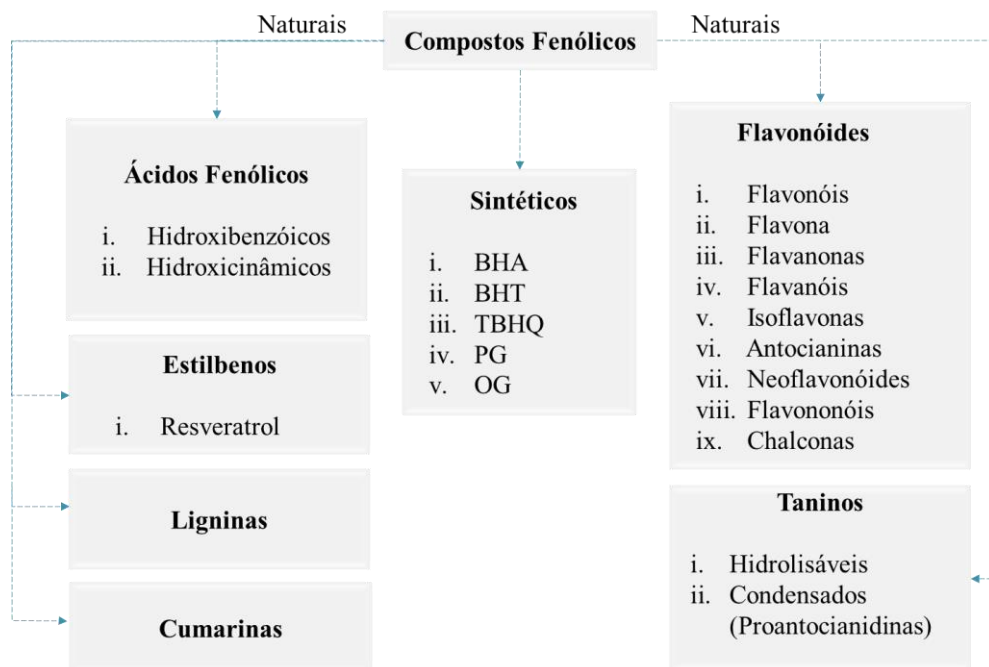 Compostos Fenólicos
Naturais
Naturais
Ácidos Fenólicos
i. Hidroxibenzóicos
ii. Hidroxicinâmicos
Estilbenos
i. Resveratrol
Ligninas
Cumarinas
Sintéticos
i. BHA
ii. BHT
iii. TBHQ
iv. PG
v. OG
Flavonóides
i. Flavonóis
ii. Flavona
iii. Flavanonas
iv. Flavanóis
v. Isoflavonas
vi. Antocianinas
vii. Neoflavonóides
viii. Flavononóis
ix. Chalconas
Taninos
i. Hidrolisáveis
ii. Condensados
(Proantocianidinas)